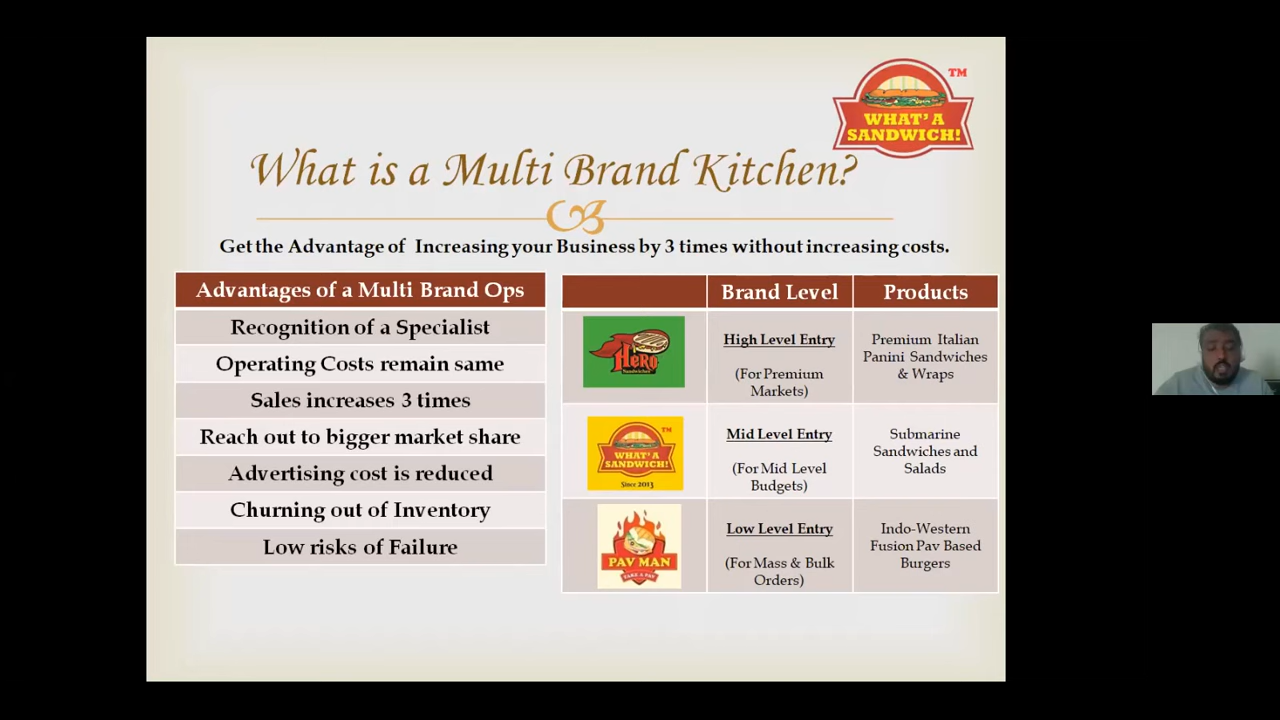 TM
WHAT'A
SANDWICH!
What is a Multi Brand Kitchen?
Get the Advantage of Increasing your Business by 3 times without increasing costs.
Advantages of a Multi Brand Ops
Recognition of a Specialist
Operating Costs remain same
Sales increases 3 times
Reach out to bigger market share
Advertising cost is reduced
Churning out of Inventory
Low risks of Failure
Brand Level
Products
HERO
High Level Entry
(For Premium
Markets)
Premium Italian
Panini Sandwiches
& Wraps
TM
WHAT'A
SANDWICH!
Since 2013
Mid Level Entry
(For Mid Level
Budgets)
Submarine
Sandwiches and
Salads
PAV MAN
TAKE A PAV
Low Level Entry
(For Mass & Bulk
Orders)
Indo-Western
Fusion Pav Based
Burgers